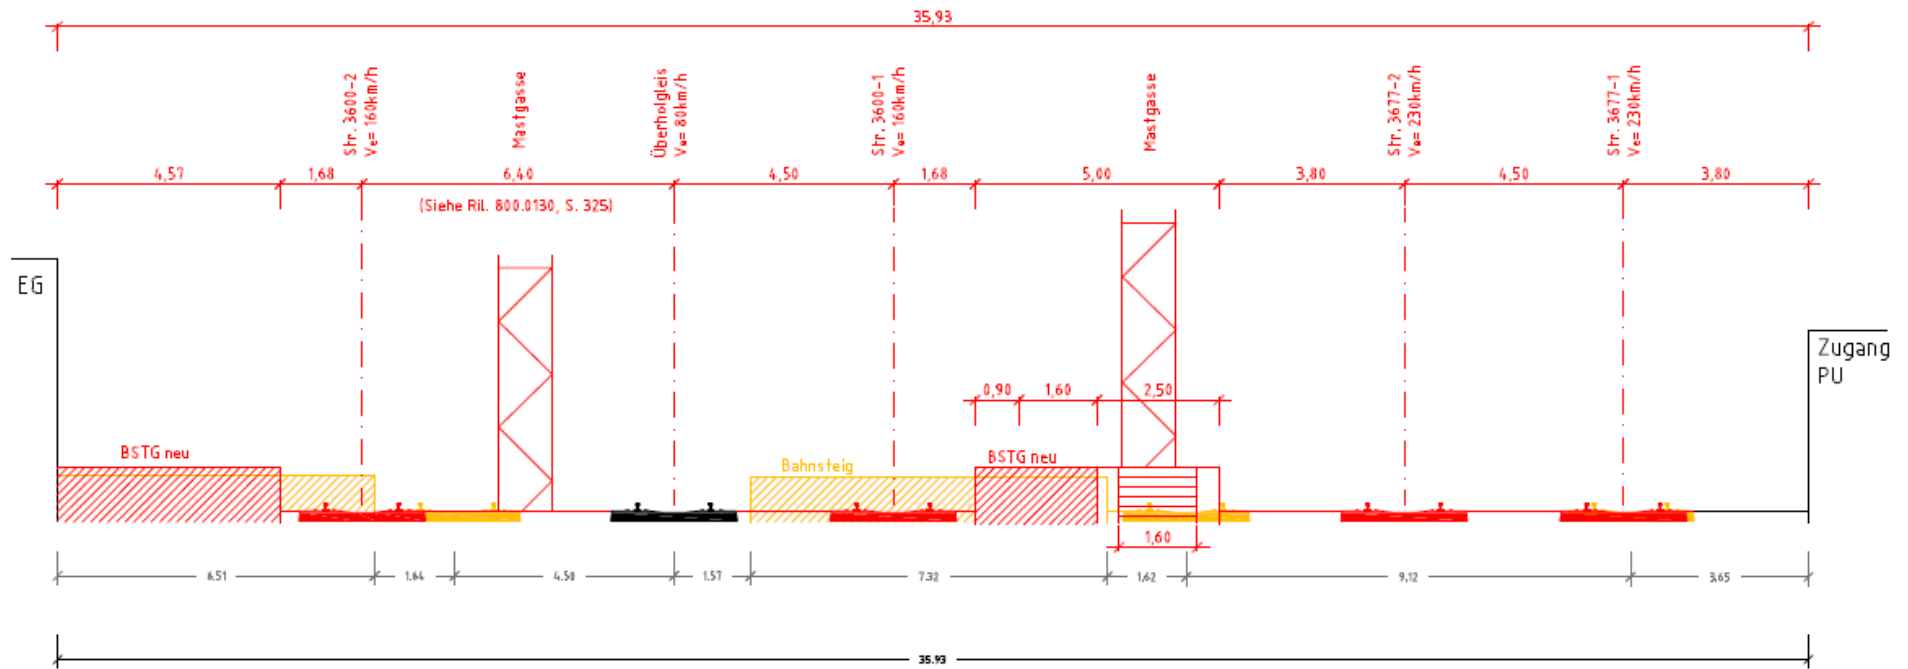 35,93
Str. 3600-2
Ve= 160km/h
Mastgasse
Überholgleis
Ve= 80km/h
Str. 3600-1
Ve= 160km/h
Mastgasse
Str. 3677-2
Ve= 230km/h
Str. 3677-1
Ve= 230km/h
4,57
1,68
6,40
4,50
1,68
5,00
3,80
4,50
3,80
(Siehe Ril. 800.0130, S. 325)
EG
Zugang
PU
0,90
1,60
2,50
BSTG neu
Bahnsteig
BSTG neu
1,60
6.51
1.64
4.50
1.57
7.32
1,62
9,12
3.65
35.93